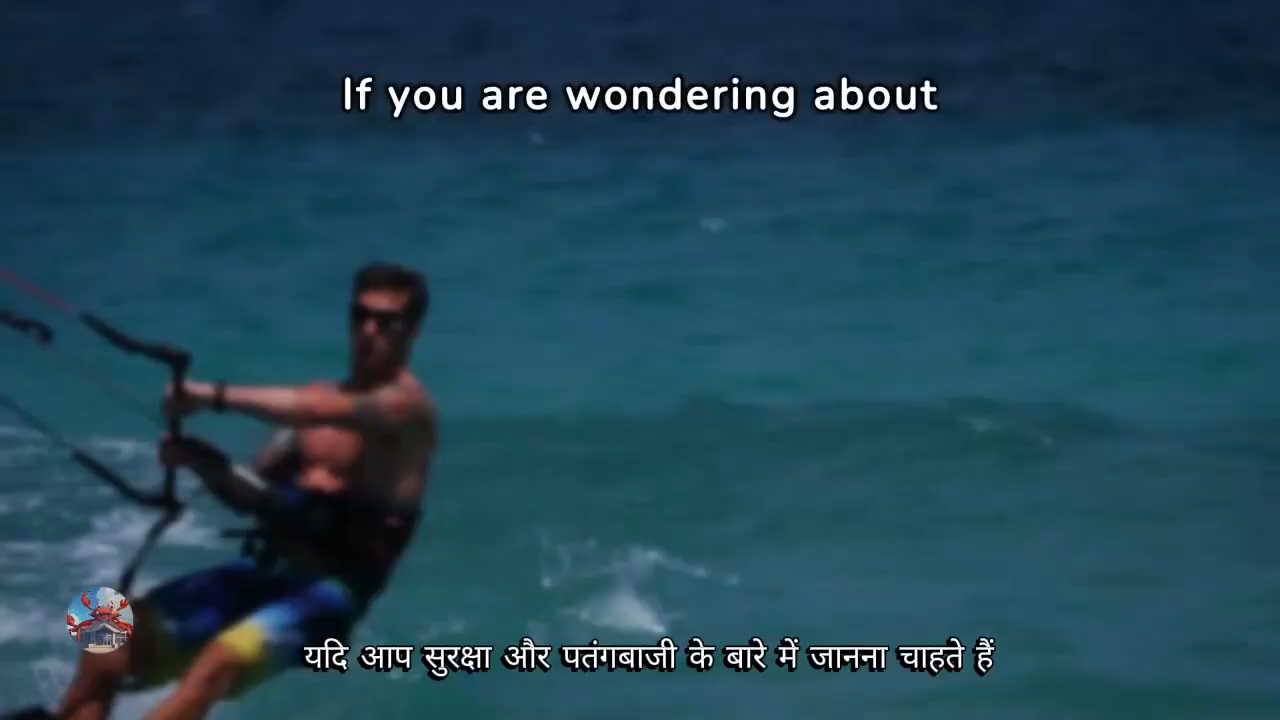 If you are wondering about
यदि आप सुरक्षा और पतंगबाजी के बारे में जानना चाहते हैं